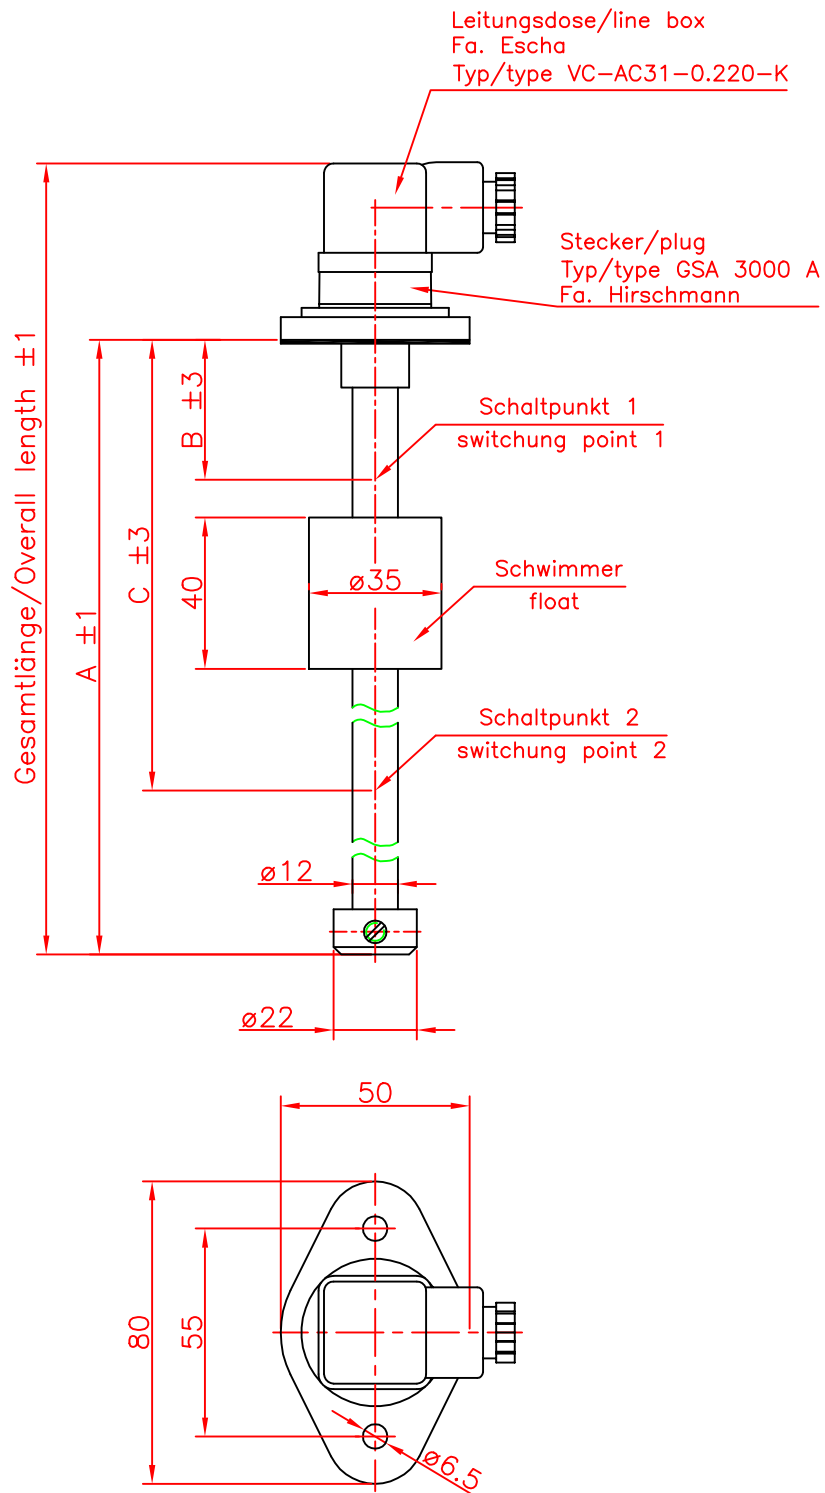 Leitungsdose/line box
Fa. Escha
Typ/type VC-AC31-0.220-K
Stecker/plug
Typ/type GSA 3000 A
Fa. Hirschmann
Gesamtlänge/Overall length ±1
A ±1
C ±3
B ±3
Schaltpunkt 1
switchung point 1
40
ø35
Schwimmer
float
Schaltpunkt 2
switchung point 2
ø12
ø22
50
80
55
ø6.5